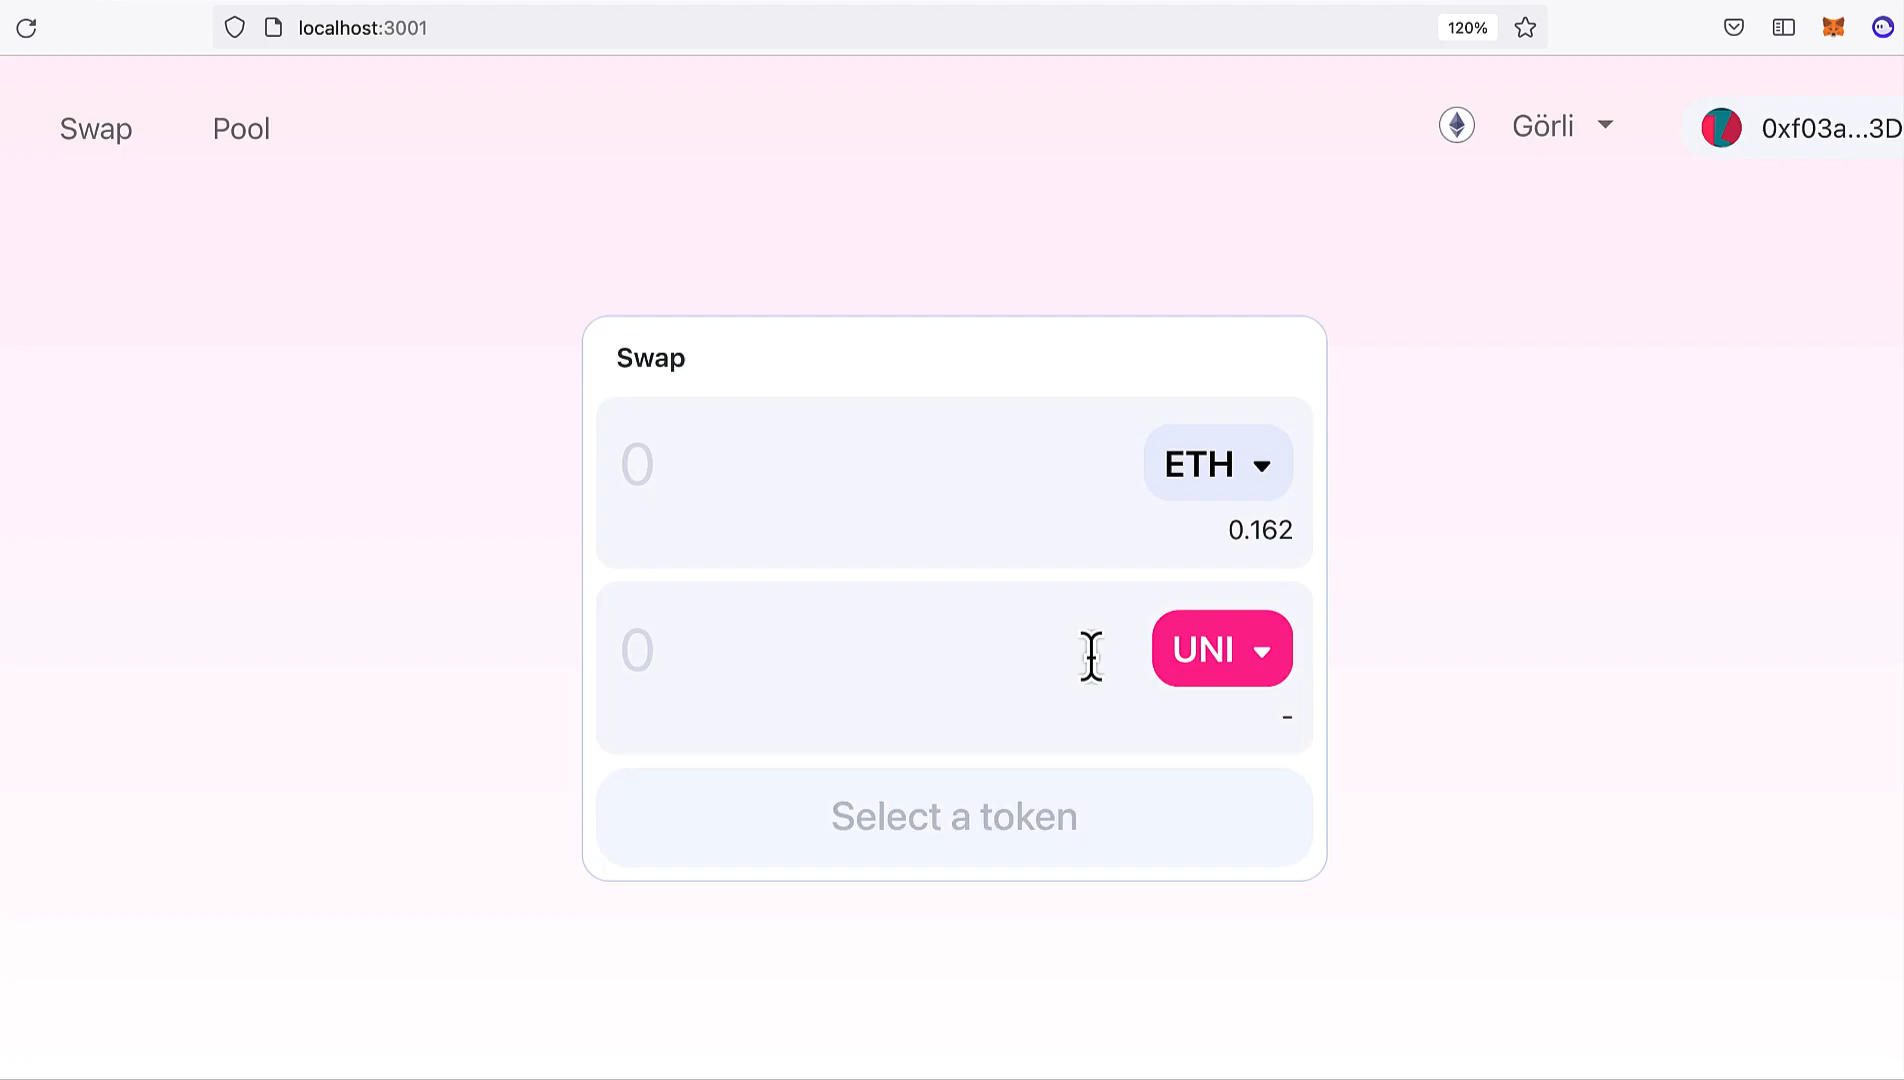 localhost:3001
120%
Swap
Pool
Görli
0xf03a...3D
Swap
0
ETH
0.162
0
UNI
-
Select a token